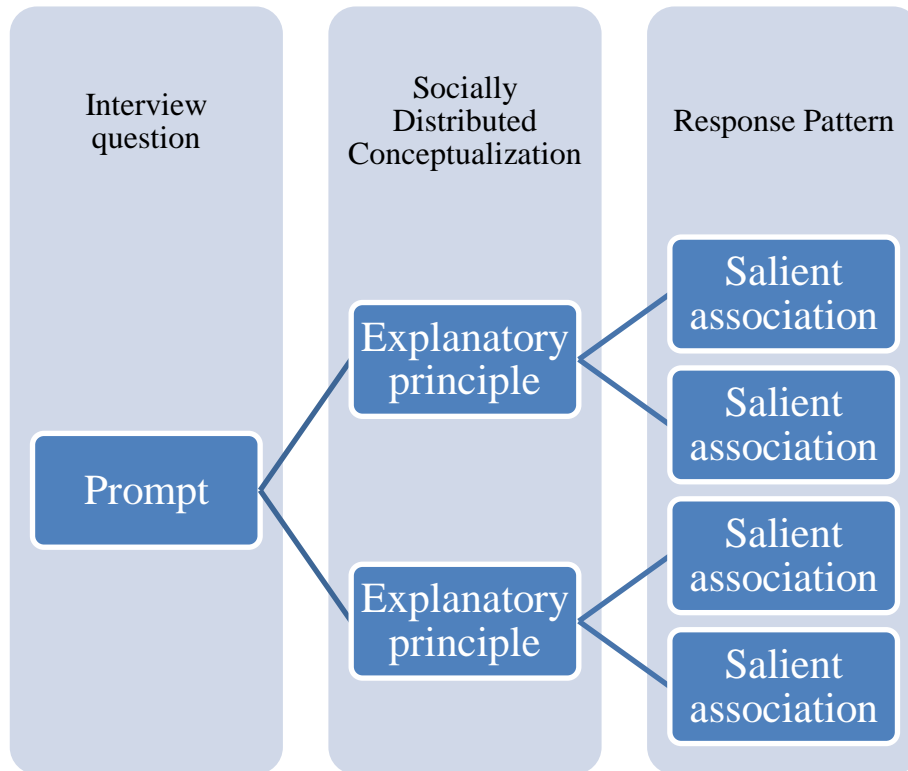 Interview
question
Socially
Distributed
Conceptualization
Response Pattern
Prompt
Explanatory
principle
Explanatory
principle
Salient
association
Salient
association
Salient
association
Salient
association